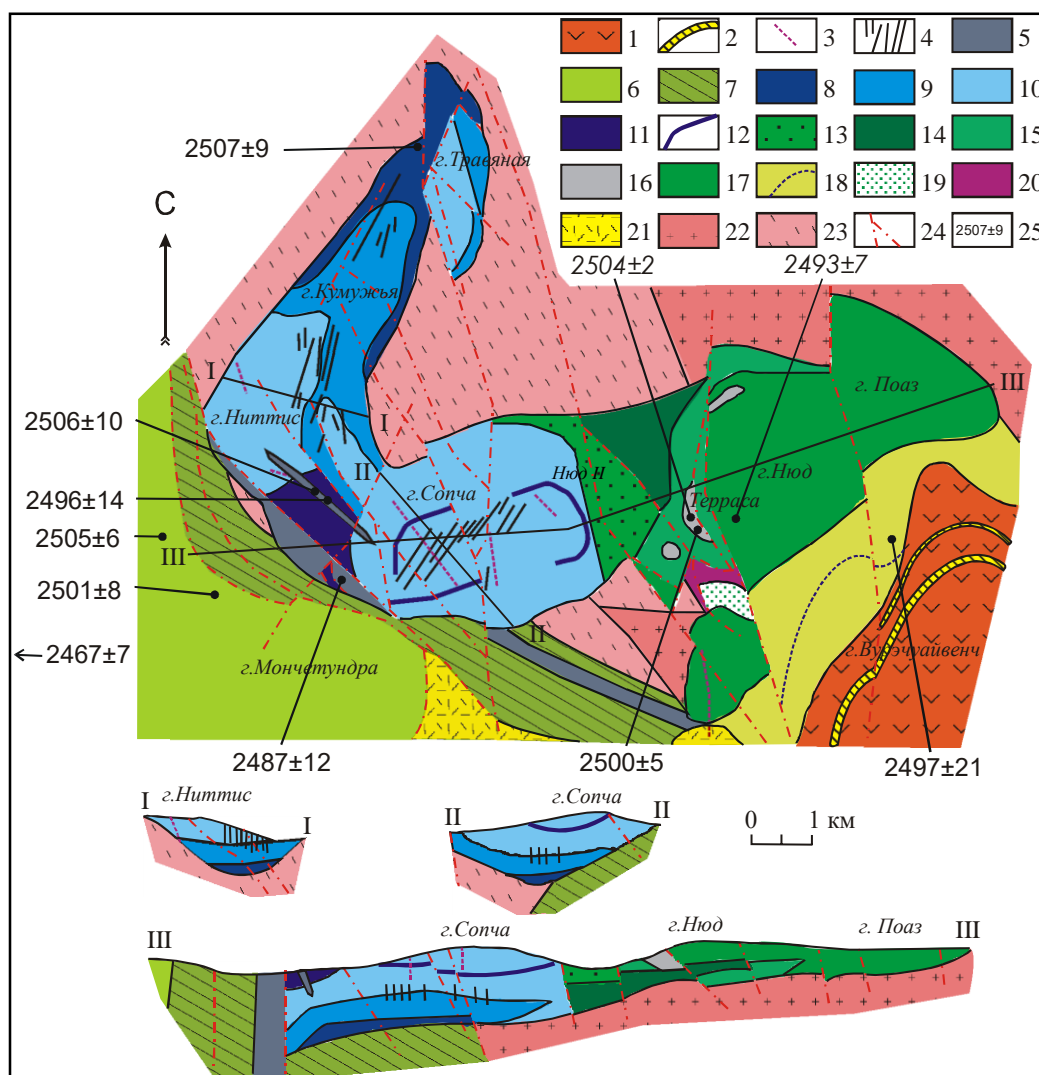 1 2 3 4 5
6 7 8 9 10
11 12 13 14 15
16 17 18 19 20
21 22 23 24 2507±9 25
2507±9
г.Травяная
С
2504±2 2493±7
г.Кумужья
I
III
г. Поаз
г.Ниттис
I
2506±10
II
Нюд II
г.Нюд
г.Сопча
2496±14
Терраса
2505±6
III
2501±8
II
г.Вурэчуайвенч
2467±7
г.Мончетундра
2487±12
2500±5
2497±21
I г.Ниттис I
II г.Сопча II
0 1 км
III г.Сопча г.Нюд г. Поаз III